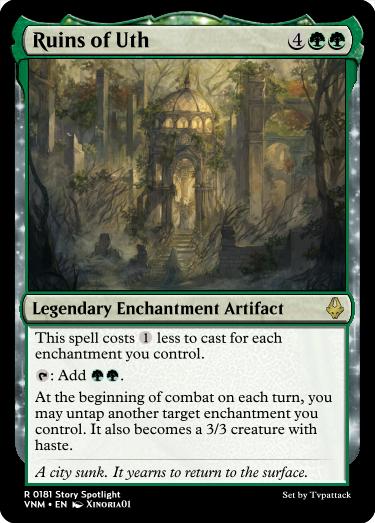 Ruins of Uth 4
Legendary Enchantment Artifact
This spell costs 1 less to cast for each
enchantment you control.
: Add .
At the beginning of combat on each turn, you
may untap another target enchantment you
control. It also becomes a 3/3 creature with
haste.
A city sunk. It yearns to return to the surface.
R 0181 Story Spotlight
Set by Tvpattack
VNM • EN XINORIA01